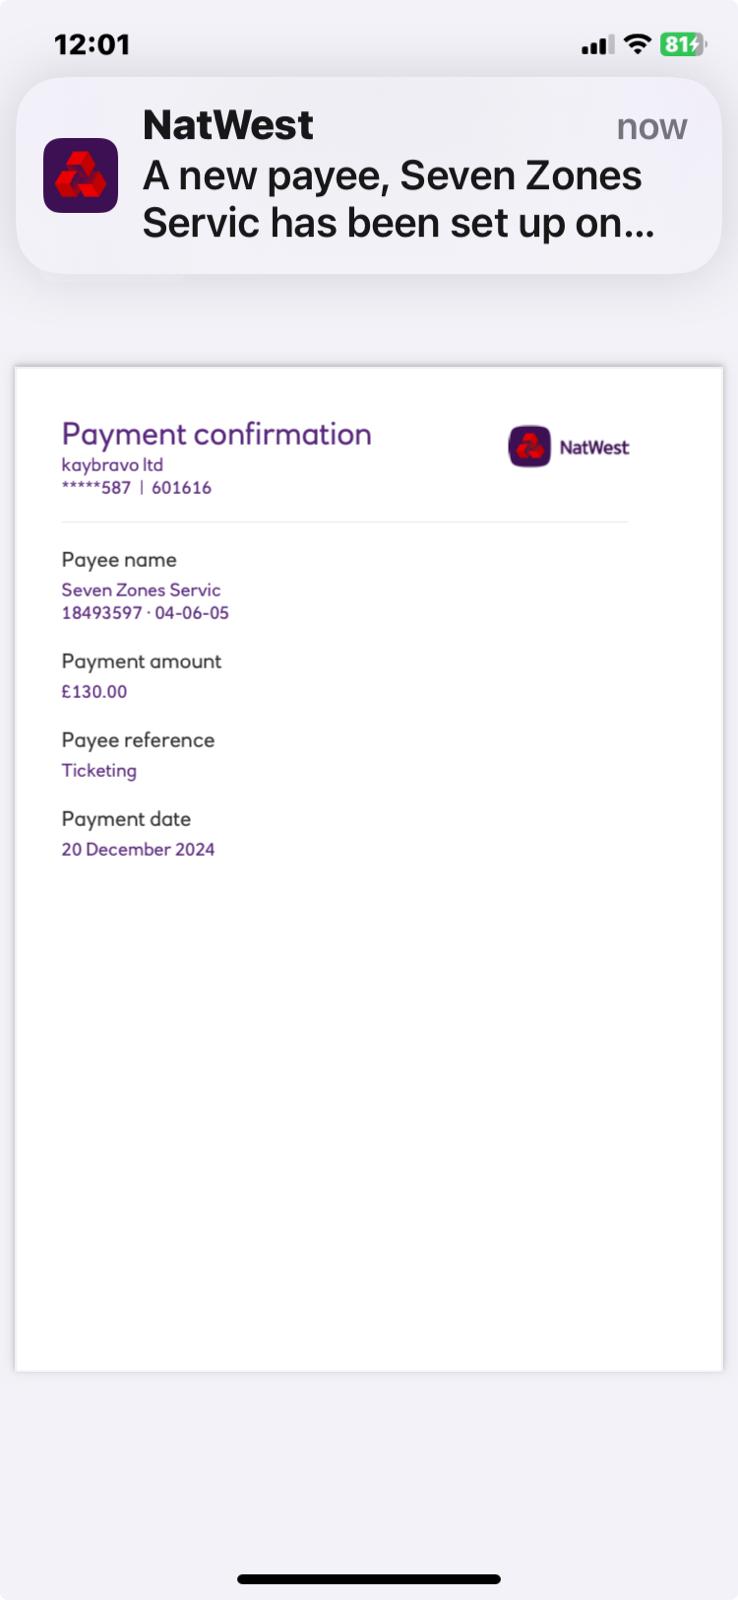 12:01
81
NatWest
now
A new payee, Seven Zones
Servic has been set up on...
Payment confirmation
NatWest
kaybravo ltd
*****587 | 601616
Payee name
Seven Zones Servic
18493597 · 04-06-05
Payment amount
£130.00
Payee reference
Ticketing
Payment date
20 December 2024